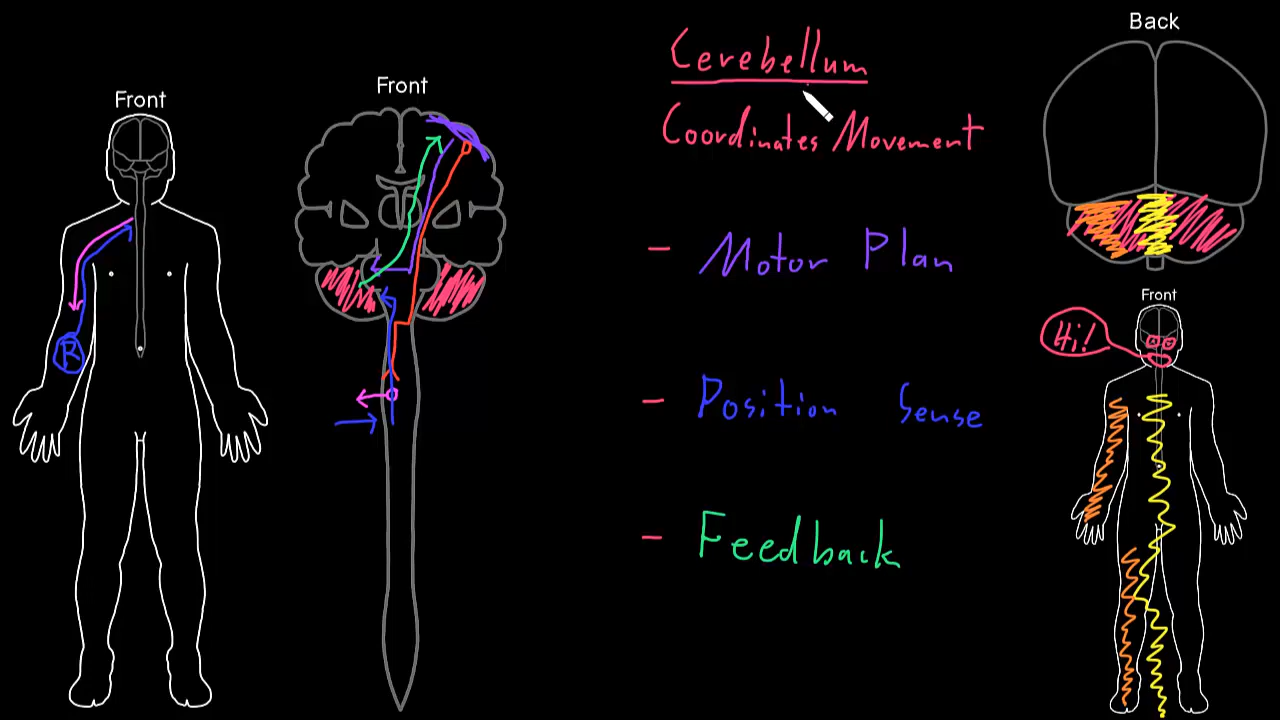 Front
R
Front
Cerebellum
Coordinates Movement
- Motor Plan
- Position Sense
- Feedback
Back
Front
Hi!